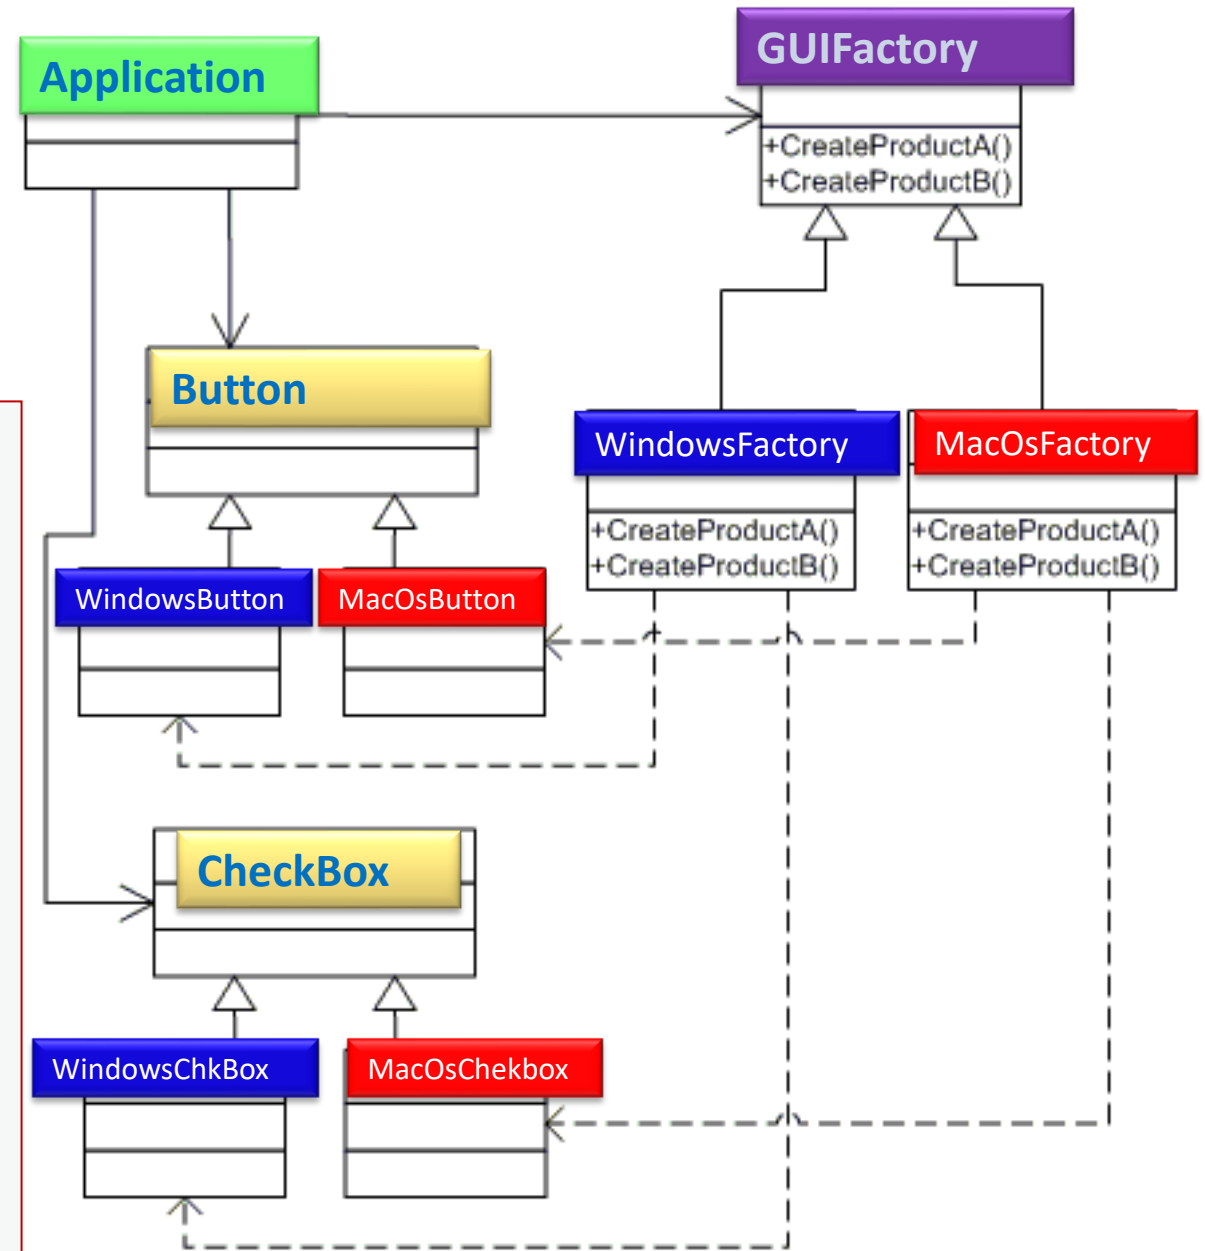 Application
GUIFactory
+CreateProductA()
+CreateProductB()
Button
WindowsFactory
MacOsFactory
+CreateProductA()
+CreateProductB()
+CreateProductA()
+CreateProductB()
WindowsButton
MacOsButton
CheckBox
WindowsChkBox
MacOsChekbox